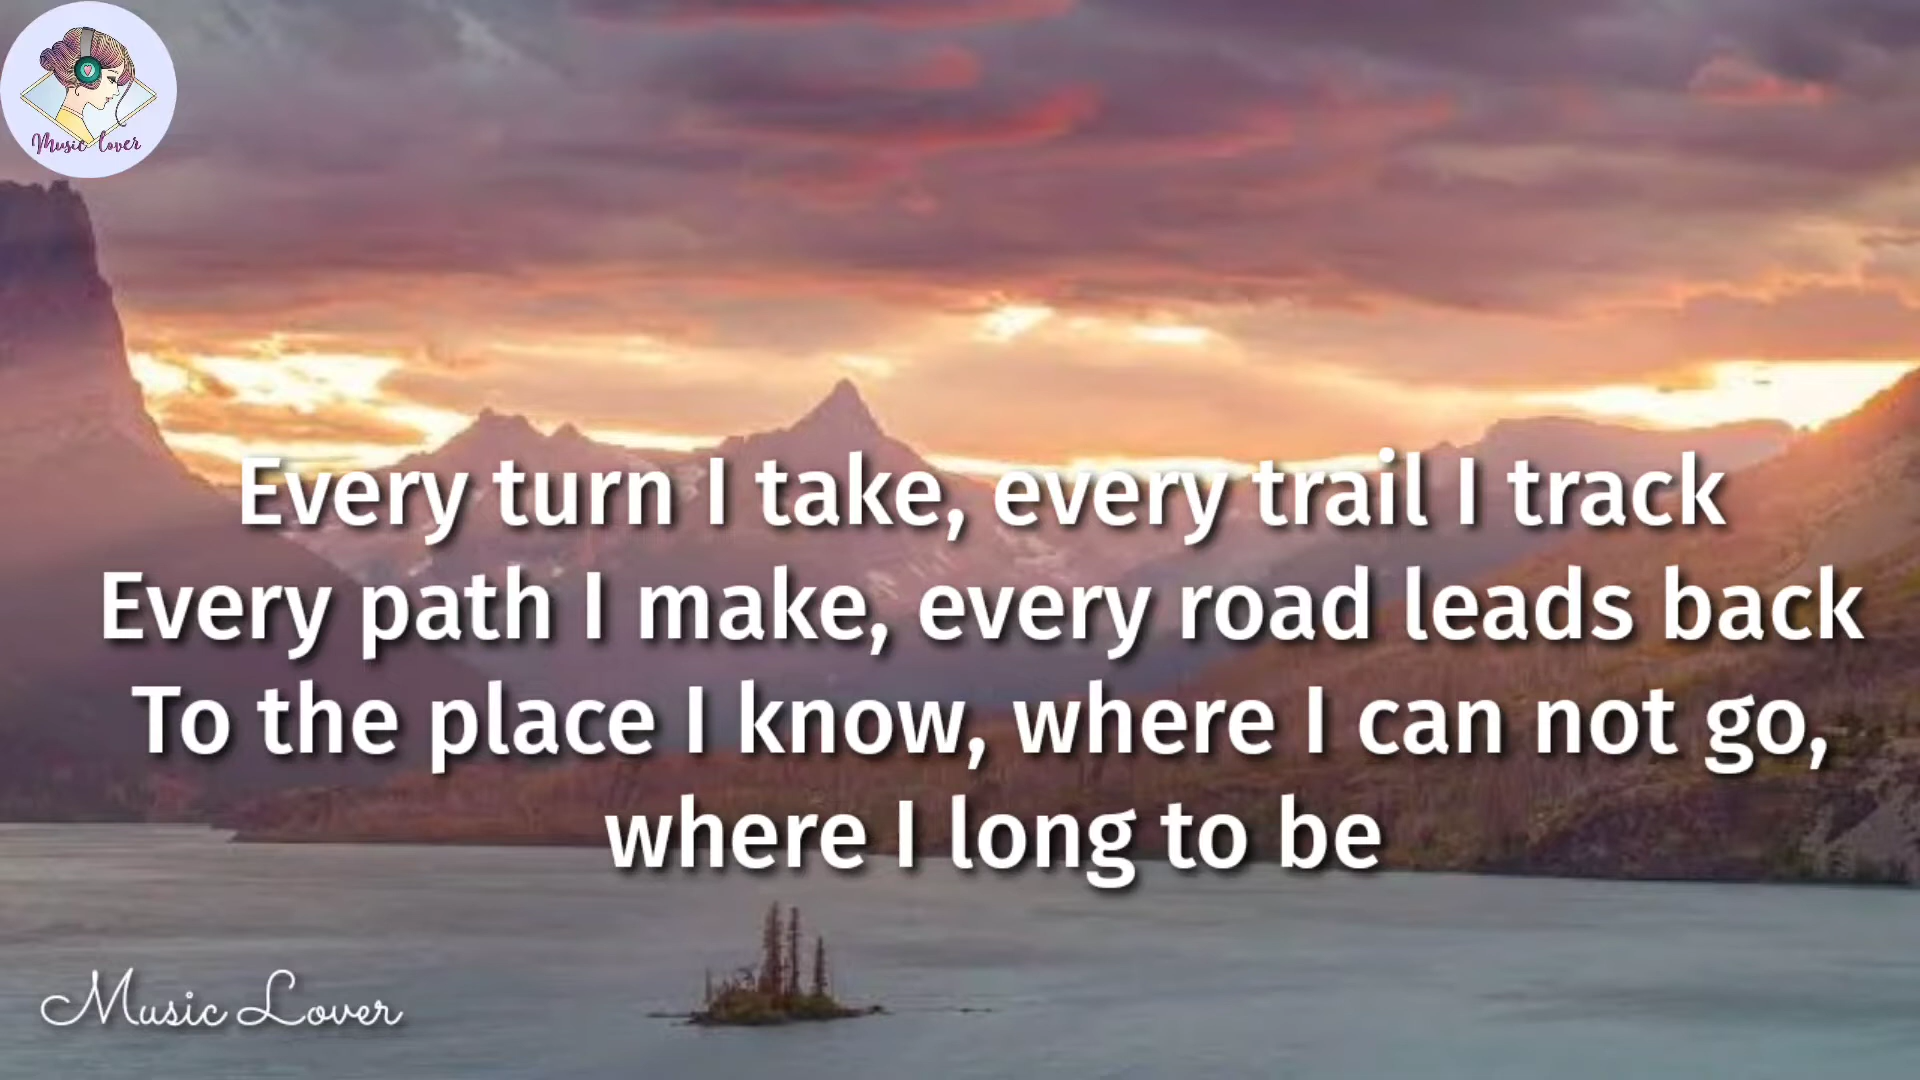 Music Lover
Every turn I take, every trail I track
Every path I make, every road leads back
To the place I know, where I can not go,
where I long to be
Music Lover